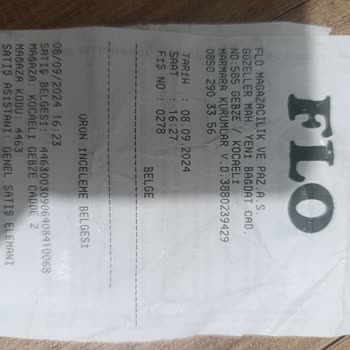 FLO
FLO MAĞAZACILIK VE PAZ.A.S.
GÜZELLER MAH. YENİ BAĞDAT CAD.
NO:585 GEBZE / KOCAELİ
MARMARA KURUMLAR V.D:3880239429
0850 290 33 56
TARİH : 08.09.2024
SAAT : 16:27
FİŞ NO : 0278
BELGE
ÜRÜN İNCELEME BELGESİ
08/09/2024 16:23
SATIŞ BELGESİ: 44630030906408410068
MAĞAZA: KOCAELİ GEBZE CADDE 2
MAĞAZA KODU: 4463
SATIŞ ASİSTANI: GENEL SATIŞ ELEMANI